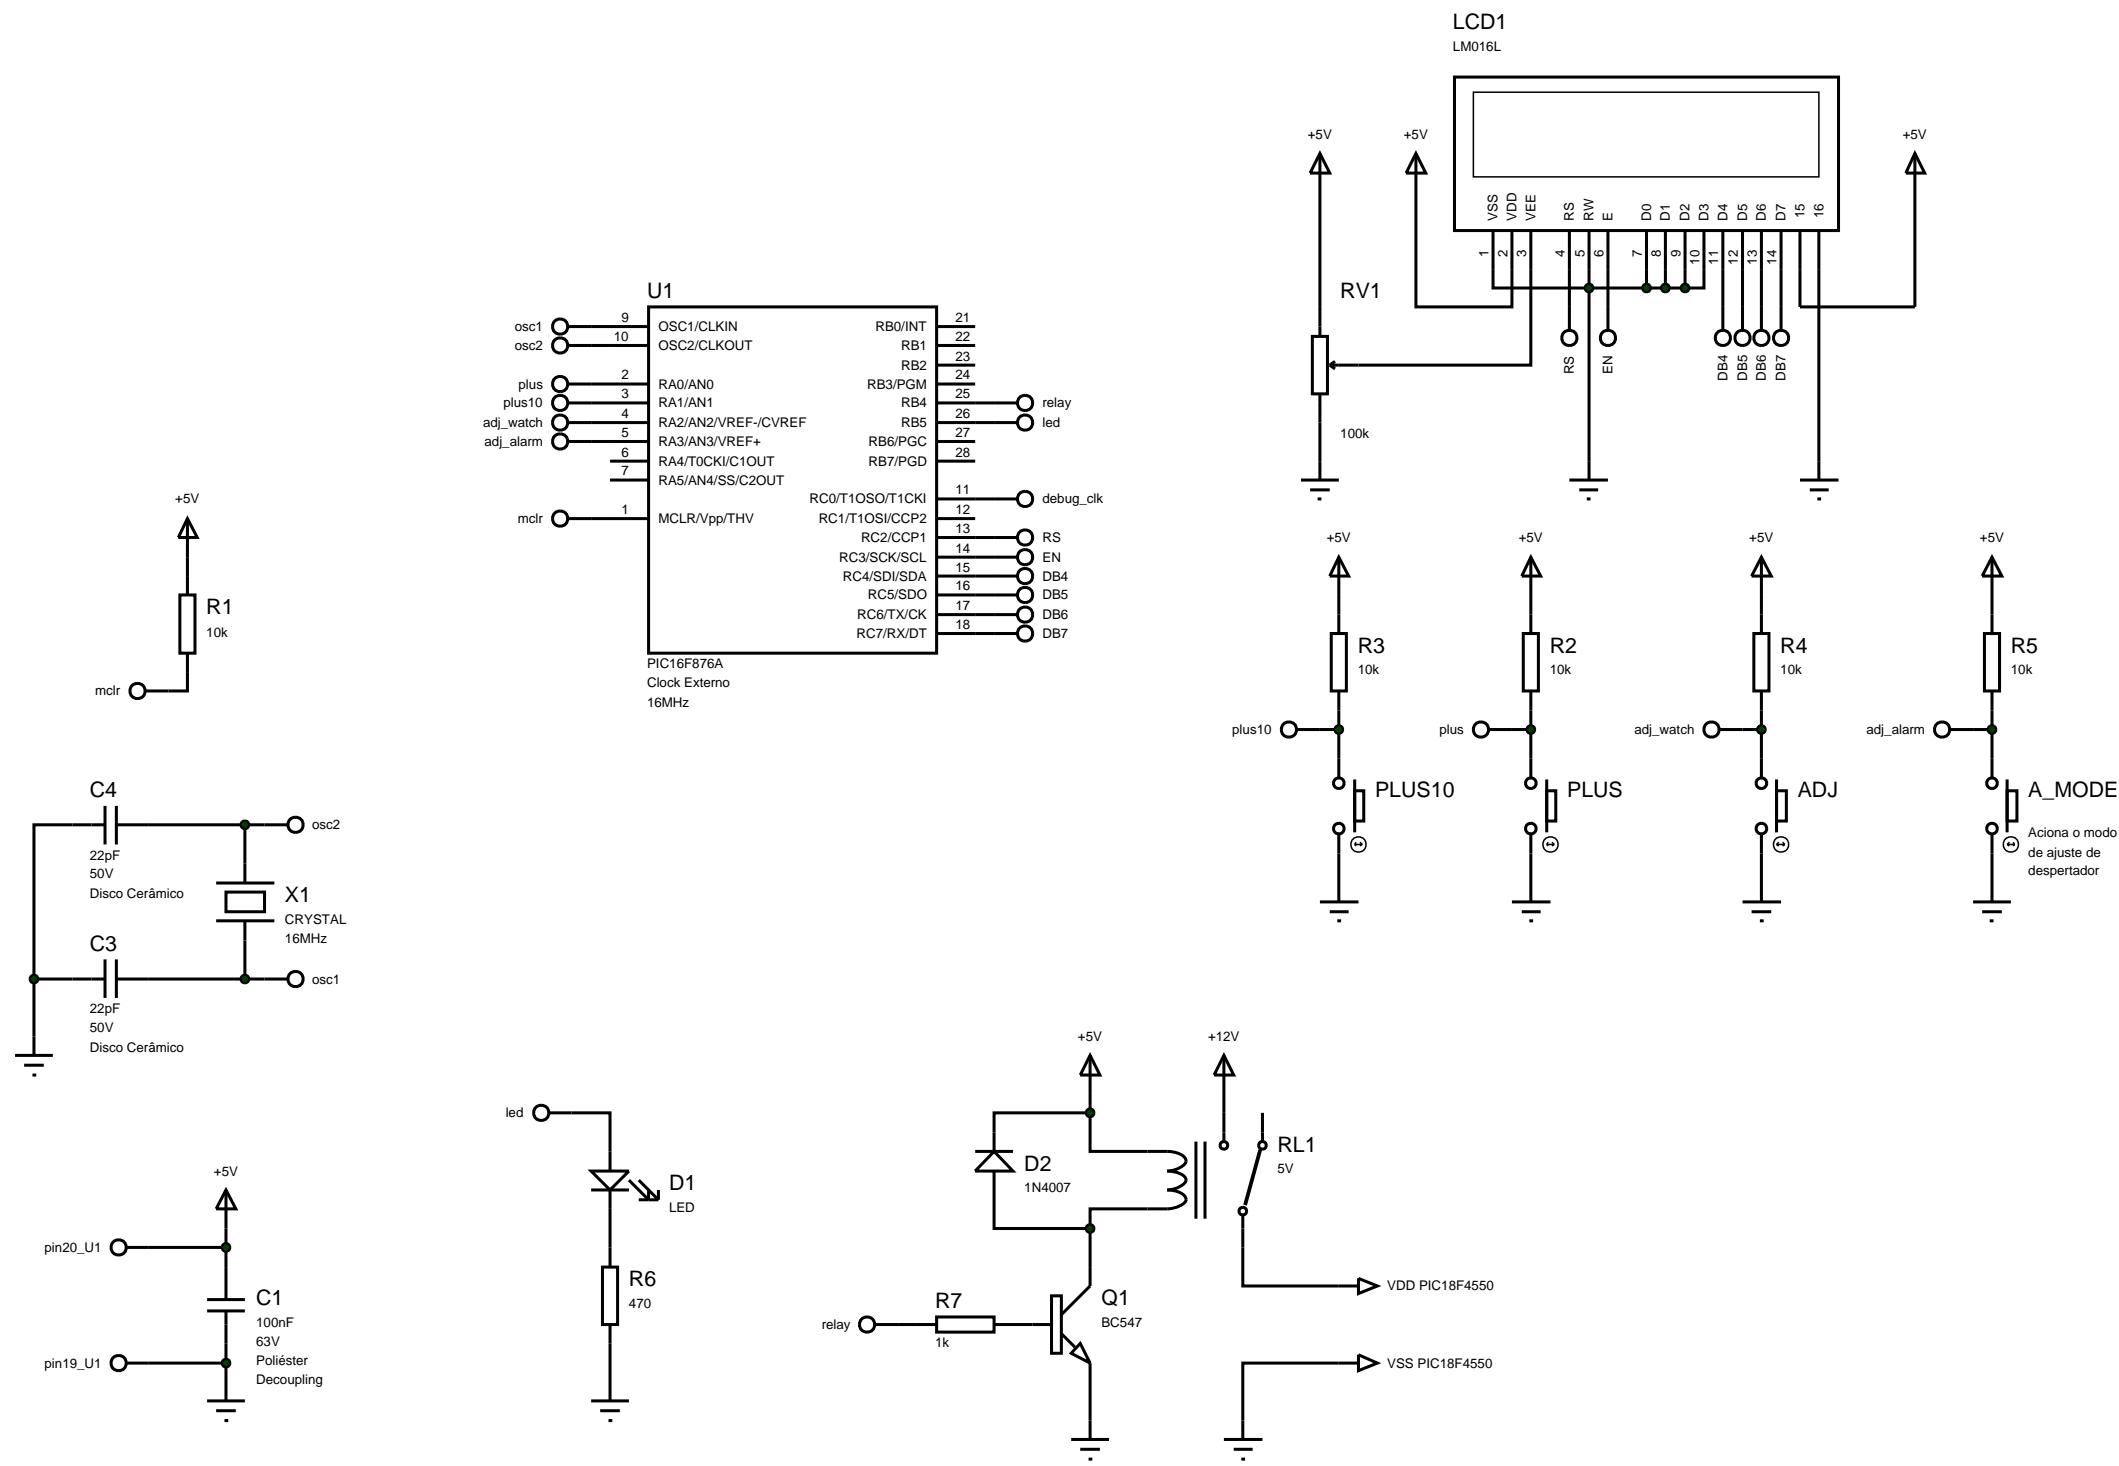 LCD1
LM016L
+5V
+5V
+5V
VSS
VDD
VEE
RS
RW
E
D0
D1
D2
D3
D4
D5
D6
D7
15
16
1
2
3
4
5
6
7
8
9
10
11
12
13
14
RS
EN
DB4
DB5
DB6
DB7
RV1
100k
U1
osc1 9 OSC1/CLKIN RB0/INT 21
osc2 10 OSC2/CLKOUT RB1 22
RB2 23
plus 2 RA0/AN0 RB3/PGM 24
plus10 3 RA1/AN1 RB4 25 relay
adj_watch 4 RA2/AN2/VREF-/CVREF RB5 26 led
adj_alarm 5 RA3/AN3/VREF+ RB6/PGC 27
6 RA4/T0CKI/C1OUT RB7/PGD 28
7 RA5/AN4/SS/C2OUT
RC0/T1OSO/T1CKI 11 debug_clk
mclr 1 MCLR/Vpp/THV RC1/T1OSI/CCP2 12
RC2/CCP1 13 RS
RC3/SCK/SCL 14 EN
RC4/SDI/SDA 15 DB4
RC5/SDO 16 DB5
RC6/TX/CK 17 DB6
RC7/RX/DT 18 DB7
PIC16F876A
Clock Externo
16MHz
+5V
R1
10k
mclr
+5V
R3
10k
plus10
PLUS10
+5V
R2
10k
plus
PLUS
+5V
R4
10k
adj_watch
ADJ
+5V
R5
10k
adj_alarm
A_MODE
Aciona o modo
de ajuste de
despertador
C4
22pF
50V
Disco Cerâmico
osc2
X1
CRYSTAL
16MHz
C3
22pF
50V
Disco Cerâmico
osc1
+5V
pin20_U1
C1
100nF
63V
Poliéster
Decoupling
pin19_U1
led
D1
LED
R6
470
+5V
+12V
D2
1N4007
RL1
5V
relay
R7
1k
Q1
BC547
VDD PIC18F4550
VSS PIC18F4550